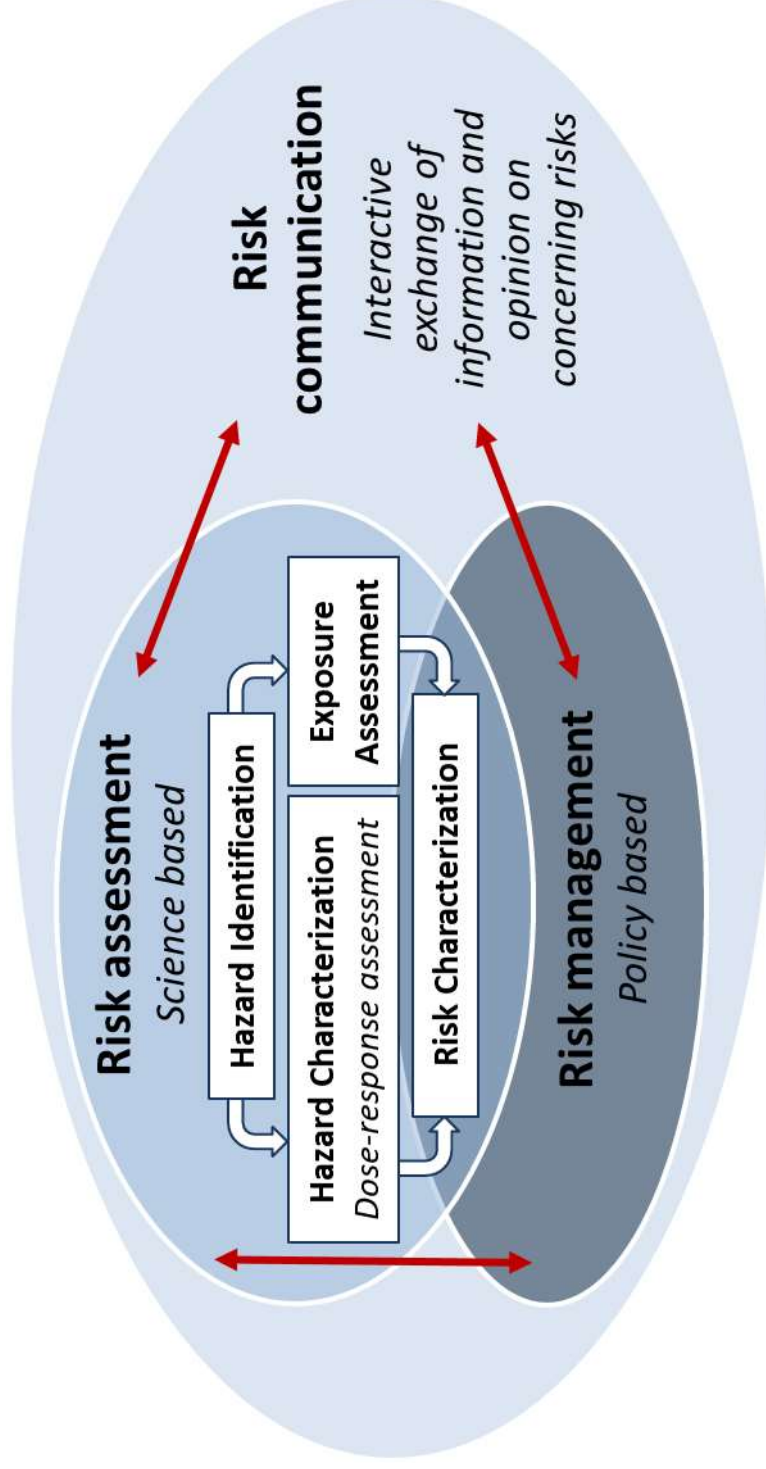 Risk assessment
Science based
Hazard Identification
Hazard Characterization
Dose-response assessment
Exposure
Assessment
Risk Characterization
Risk management
Policy based
Risk
communication
Interactive
exchange of
information and
opinion on
concerning risks